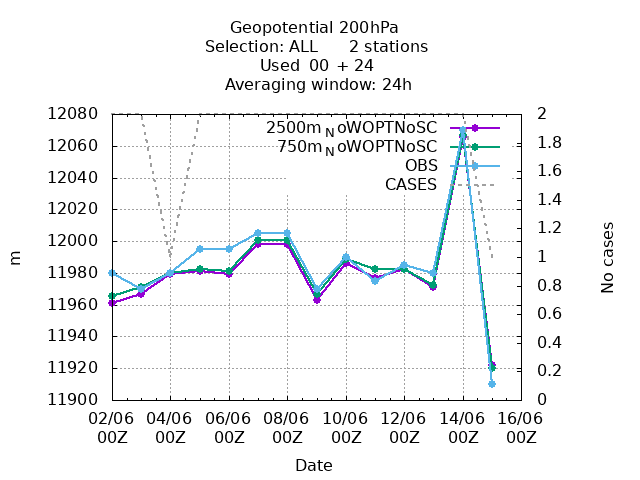 Geopotential 200hPa
Selection: ALL 2 stations
Used 00 + 24
Averaging window: 24h
2500m NoWOPTNoSC
750m NoWOPTNoSC
OBS
CASES
12080
12060
12040
12020
12000
11980
11960
11940
11920
11900
m
2
1.8
1.6
1.4
1.2
1
0.8
0.6
0.4
0.2
0
No cases
02/06 04/06 06/06 08/06 10/06 12/06 14/06 16/06
00Z 00Z 00Z 00Z 00Z 00Z 00Z 00Z
Date